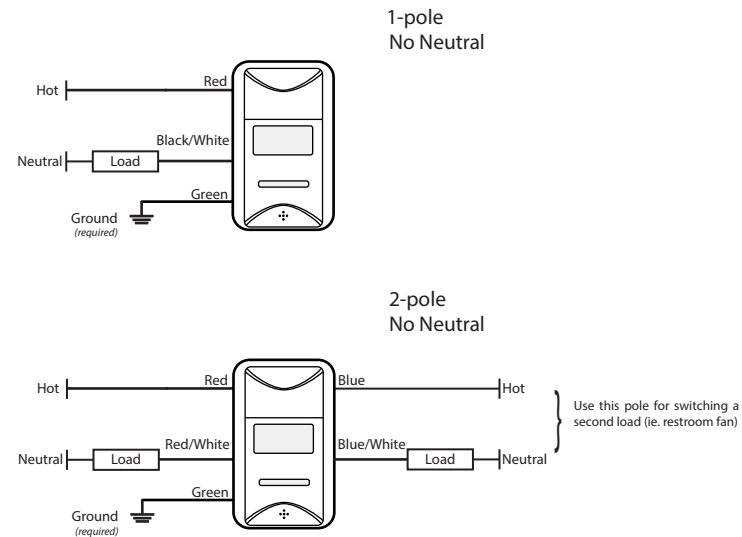 1-pole
No Neutral
Hot
Red
Black/White
Neutral
Load
Green
Ground
(required)
2-pole
No Neutral
Hot
Red
Blue
Hot
Use this pole for switching a
second load (ie. restroom fan)
Red/White
Blue/White
Neutral
Load
Load
Neutral
Green
Ground
(required)